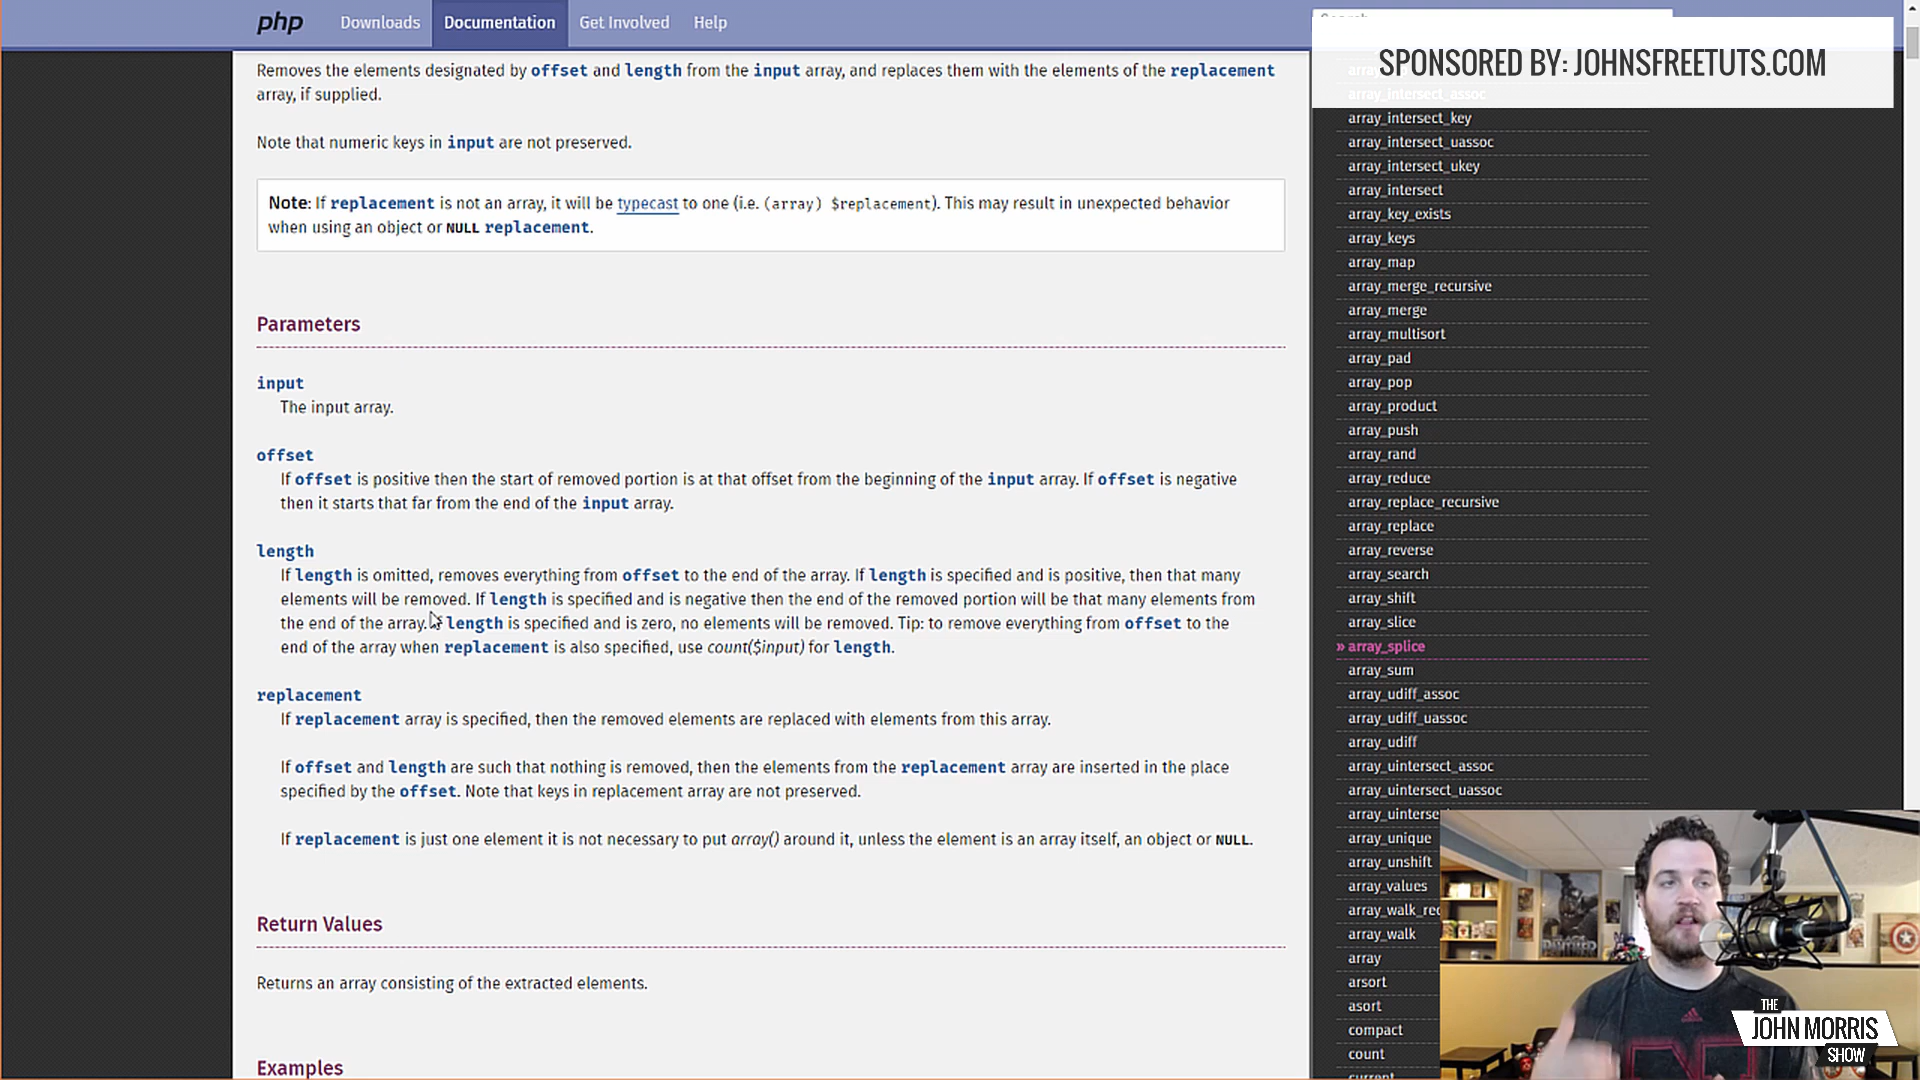 php
Downloads
Documentation
Get Involved
Help
SPONSORED BY: JOHNSFREETUTS.COM
Removes the elements designated by offset and length from the input array, and replaces them with the elements of the replacement
array, if supplied.
Note that numeric keys in input are not preserved.
Note: If replacement is not an array, it will be typecast to one (i.e. (array) $replacement). This may result in unexpected behavior
when using an object or NULL replacement.
Parameters
input
The input array.
offset
If offset is positive then the start of removed portion is at that offset from the beginning of the input array. If offset is negative
then it starts that far from the end of the input array.
length
If length is omitted, removes everything from offset to the end of the array. If length is specified and is positive, then that many
elements will be removed. If length is specified and is negative then the end of the removed portion will be that many elements from
the end of the array. If length is specified and is zero, no elements will be removed. Tip: to remove everything from offset to the
end of the array when replacement is also specified, use count($input) for length.
replacement
If replacement array is specified, then the removed elements are replaced with elements from this array.
If offset and length are such that nothing is removed, then the elements from the replacement array are inserted in the place
specified by the offset. Note that keys in replacement array are not preserved.
If replacement is just one element it is not necessary to put array() around it, unless the element is an array itself, an object or NULL.
Return Values
Returns an array consisting of the extracted elements.
Examples
array_intersect_assoc
array_intersect_key
array_intersect_uassoc
array_intersect_ukey
array_intersect
array_key_exists
array_keys
array_map
array_merge_recursive
array_merge
array_multisort
array_pad
array_pop
array_product
array_push
array_rand
array_reduce
array_replace_recursive
array_replace
array_reverse
array_search
array_shift
array_slice
» array_splice
array_sum
array_udiff_assoc
array_udiff_uassoc
array_udiff
array_uintersect_assoc
array_uintersect_uassoc
array_uinterse
array_unique
array_unshift
array_values
array_walk_rec
array_walk
array
arsort
asort
compact
count
current
BLACK PANTHER
THE
JOHN MORRIS
SHOW